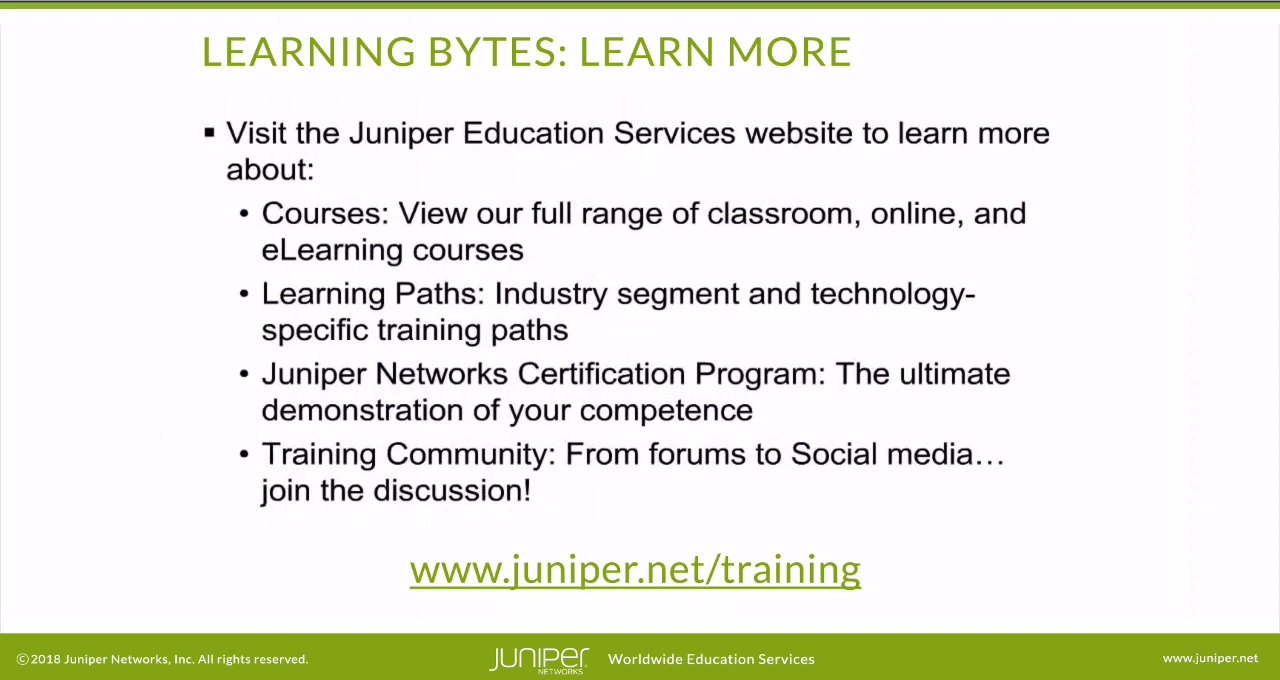 LEARNING BYTES: LEARN MORE
▪ Visit the Juniper Education Services website to learn more
about:
• Courses: View our full range of classroom, online, and
eLearning courses
• Learning Paths: Industry segment and technology-
specific training paths
• Juniper Networks Certification Program: The ultimate
demonstration of your competence
• Training Community: From forums to Social media…
join the discussion!
www.juniper.net/training
©2018 Juniper Networks, Inc. All rights reserved.
JUNIPER
NETWORKS
Worldwide Education Services
www.juniper.net